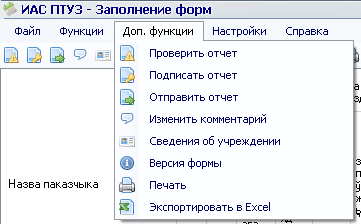 ИАС ПТУЗ - Заполнение форм
Файл Функции Доп. функции Настройки Справка
Проверить отчет
Подписать отчет
Отправить отчет
Изменить комментарий
Сведения об учреждении
Версия формы
Печать
Экспортировать в Excel
Назва паказчыка